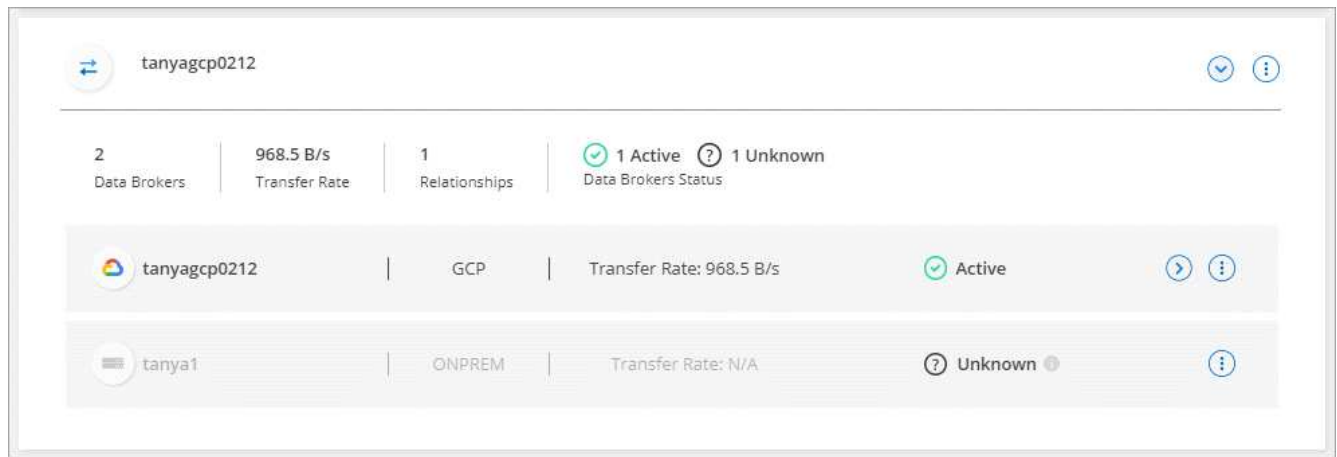 tanyagcp0212
2 968.5 B/s 1 1 Active ? 1 Unknown
Data Brokers Transfer Rate Relationships Data Brokers Status
tanyagcp0212 | GCP | Transfer Rate: 968.5 B/s Active
tanya1 | ONPREM | Transfer Rate: N/A ? Unknown i